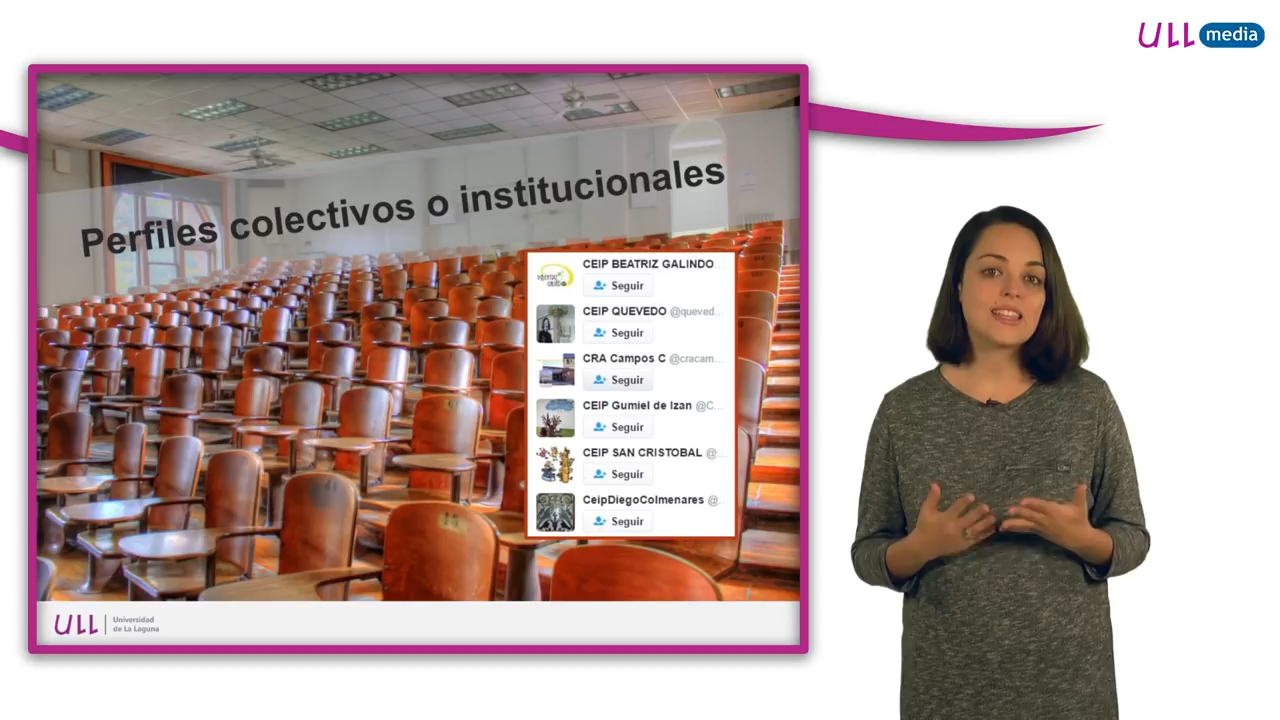 ULL media
Perfiles colectivos o institucionales
CEIP BEATRIZ GALINDO...
Seguir
CEIP QUEVEDO @queved...
Seguir
CRA Campos C @cracam...
Seguir
CEIP Gumiel de Izan @C...
Seguir
CEIP SAN CRISTOBAL @...
Seguir
CeipDiegoColmenares @...
Seguir
ULL
Universidad
de La Laguna